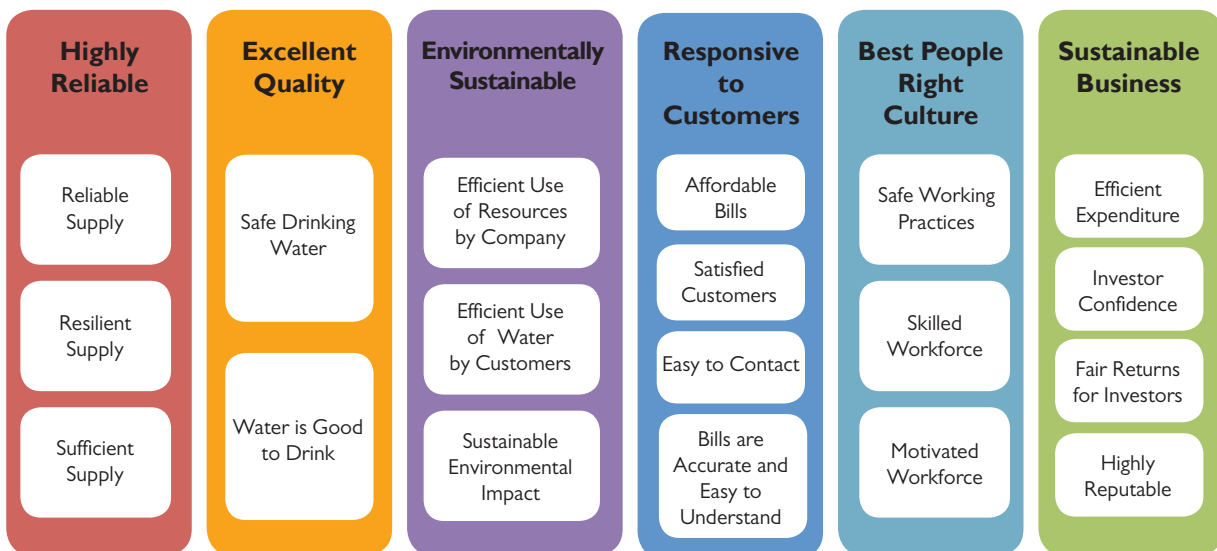 Highly
Reliable
Reliable
Supply
Resilient
Supply
Sufficient
Supply
Excellent
Quality
Safe Drinking
Water
Water is Good
to Drink
Environmentally
Sustainable
Efficient Use
of Resources
by Company
Efficient Use
of Water
by Customers
Sustainable
Environmental
Impact
Responsive
to
Customers
Affordable
Bills
Satisfied
Customers
Easy to Contact
Bills are
Accurate and
Easy to
Understand
Best People
Right
Culture
Safe Working
Practices
Skilled
Workforce
Motivated
Workforce
Sustainable
Business
Efficient
Expenditure
Investor
Confidence
Fair Returns
for Investors
Highly
Reputable